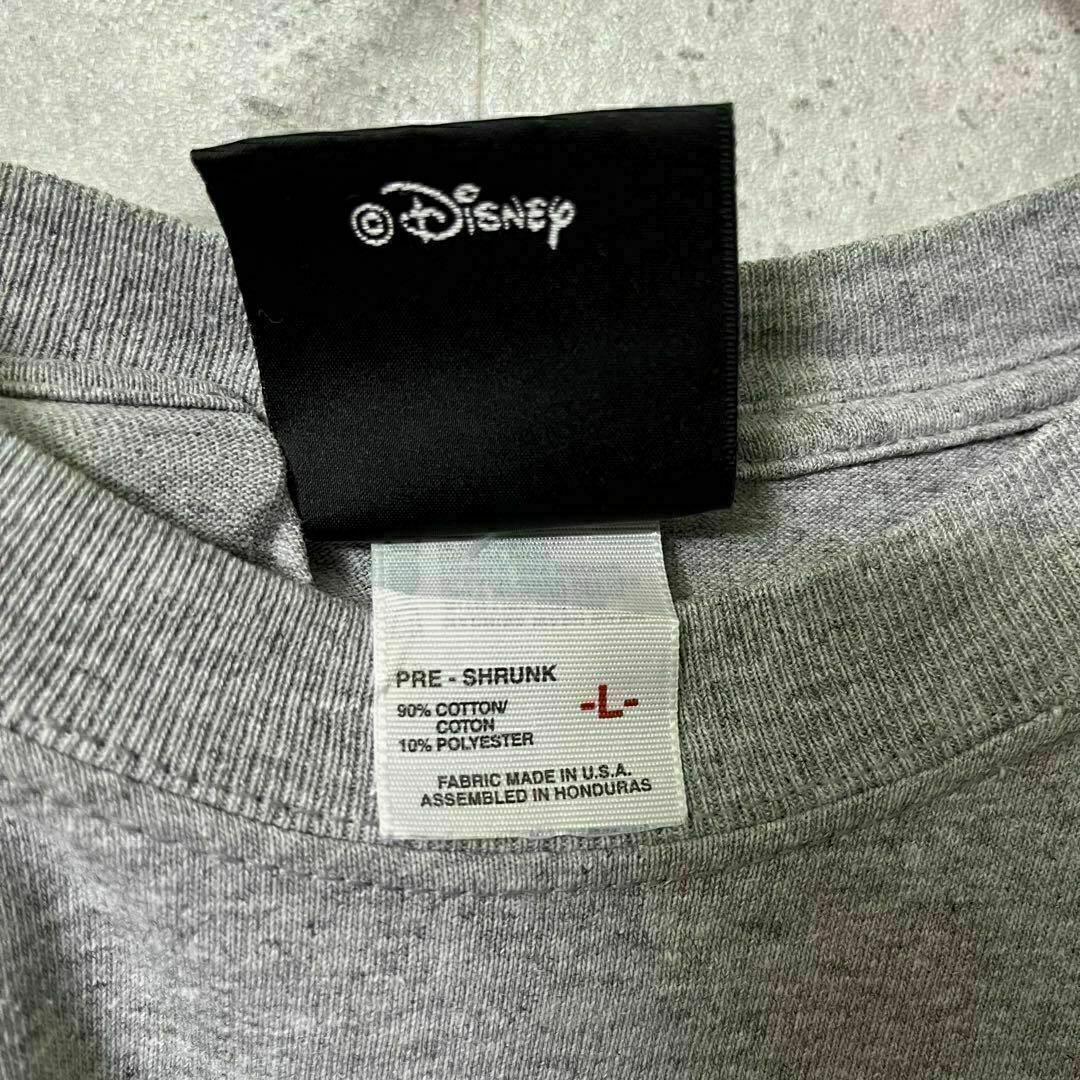 ©Disney
PRE - SHRUNK
90% COTTON/
COTON
10% POLYESTER
-L-
FABRIC MADE IN U.S.A.
ASSEMBLED IN HONDURAS